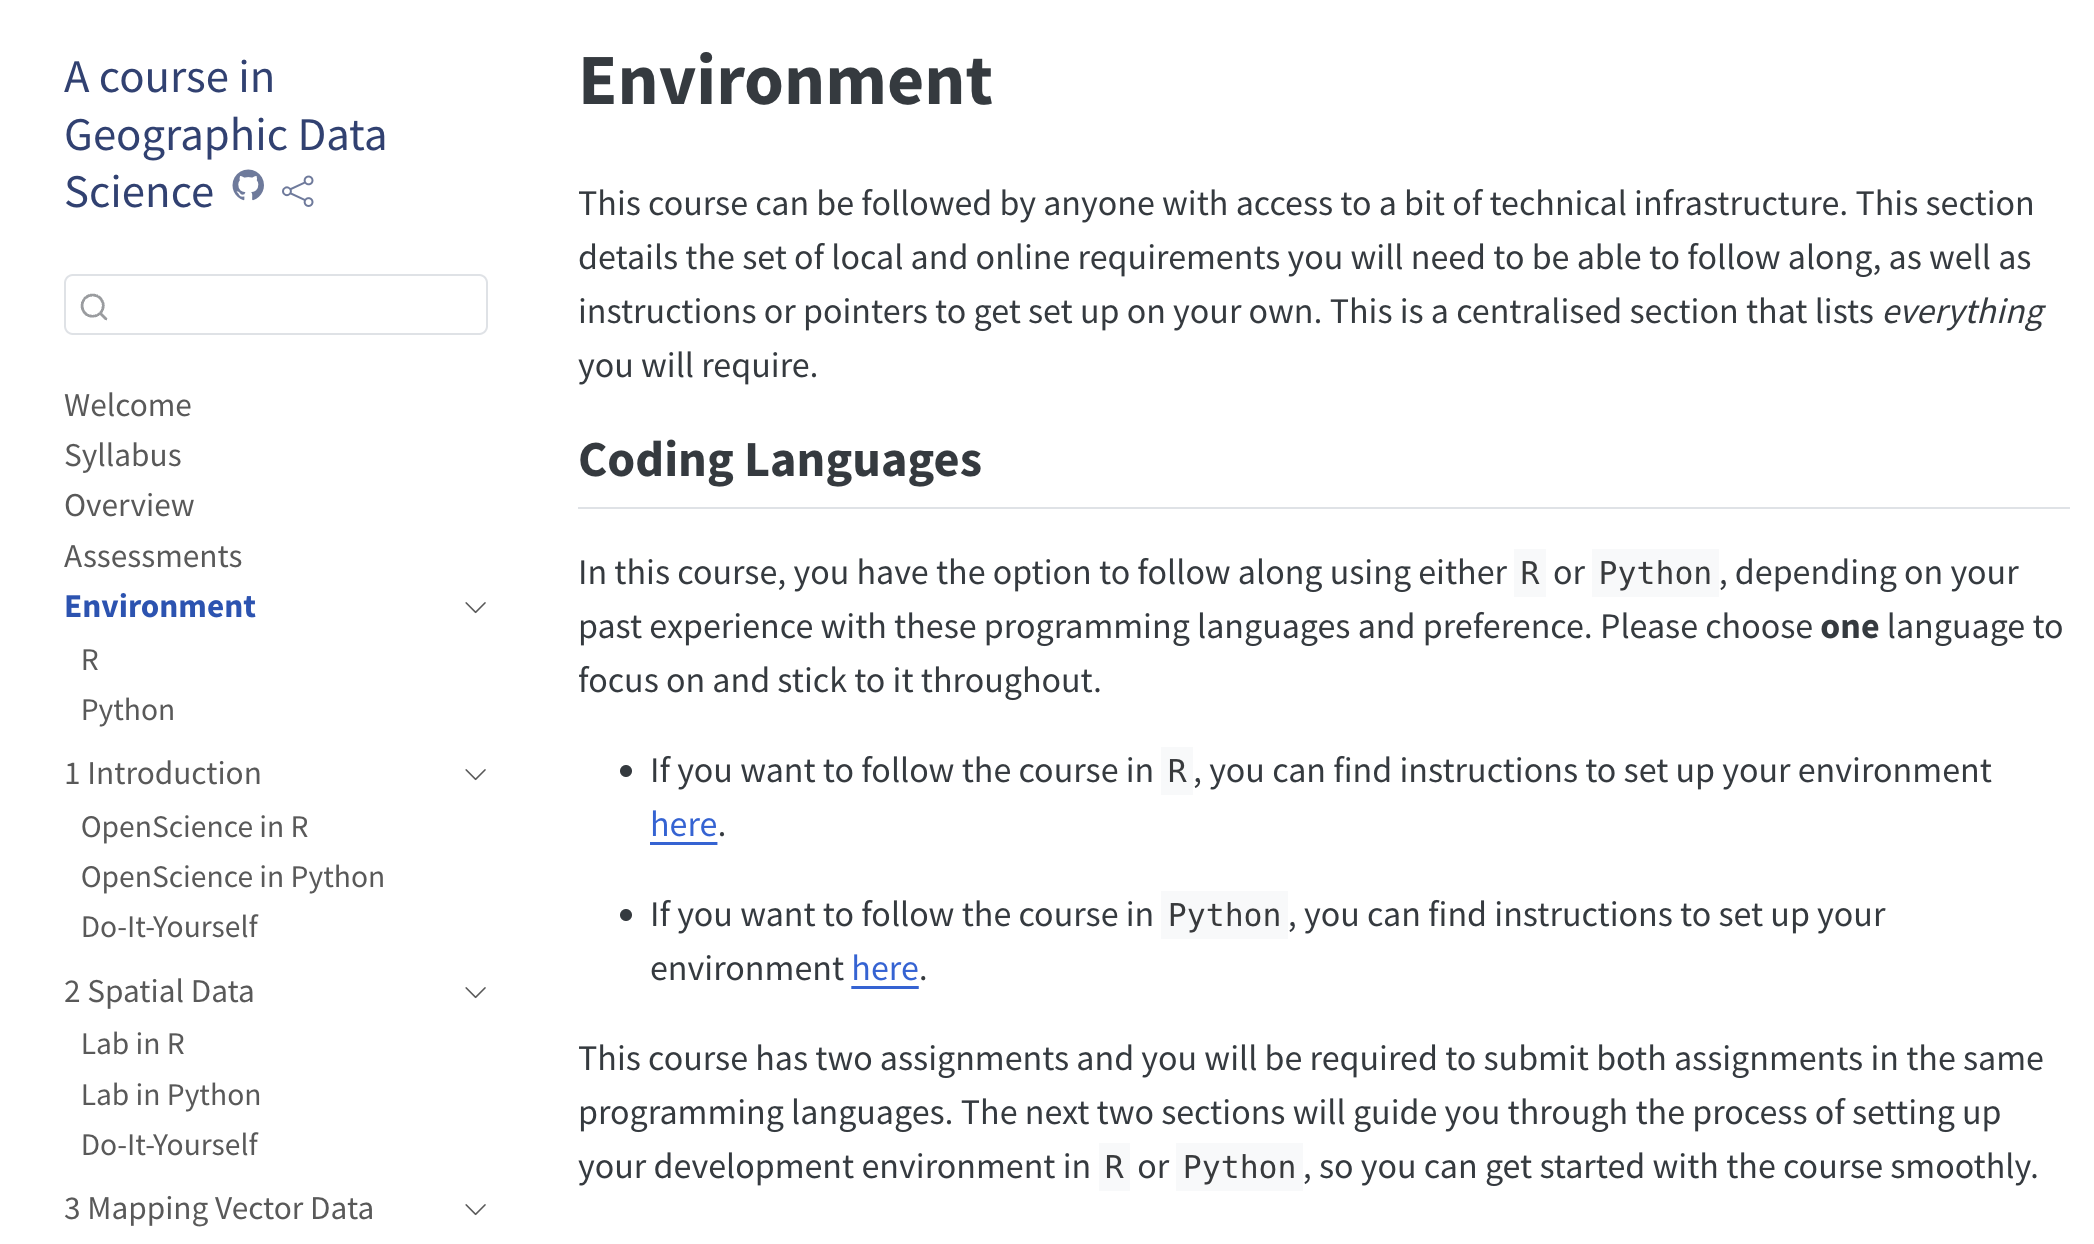 A course in
Geographic Data
Science
Welcome
Syllabus
Overview
Assessments
Environment
R
Python
1 Introduction
OpenScience in R
OpenScience in Python
Do-It-Yourself
2 Spatial Data
Lab in R
Lab in Python
Do-It-Yourself
3 Mapping Vector Data
Environment
This course can be followed by anyone with access to a bit of technical infrastructure. This section
details the set of local and online requirements you will need to be able to follow along, as well as
instructions or pointers to get set up on your own. This is a centralised section that lists everything
you will require.
Coding Languages
In this course, you have the option to follow along using either R or Python, depending on your
past experience with these programming languages and preference. Please choose one language to
focus on and stick to it throughout.
• If you want to follow the course in R, you can find instructions to set up your environment
here.
• If you want to follow the course in Python, you can find instructions to set up your
environment here.
This course has two assignments and you will be required to submit both assignments in the same
programming languages. The next two sections will guide you through the process of setting up
your development environment in R or Python, so you can get started with the course smoothly.